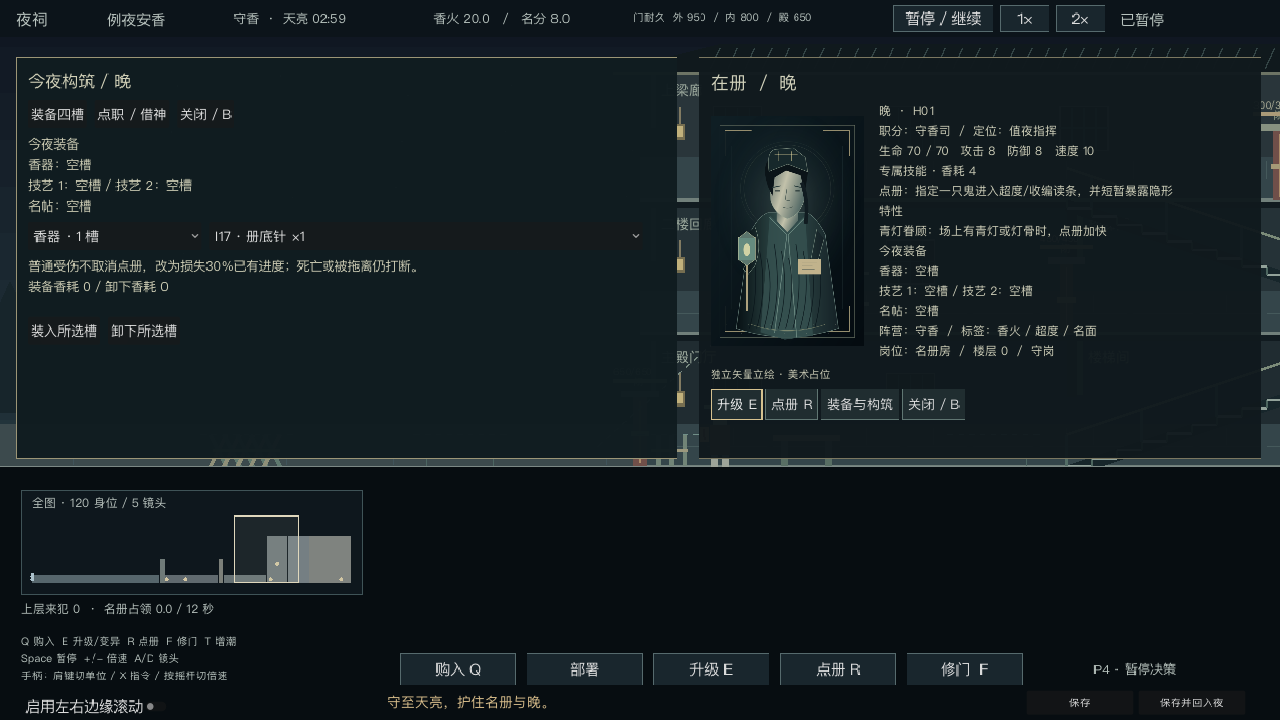 夜祠 例夜安香 守香 · 天亮 02:59 香火 20.0 / 名分 8.0 门耐久 外 950 / 内 800 / 殿 650 暂停 / 继续 1x 2x 已暂停
今夜构筑 / 晚
装备四槽 点职 / 借神 关闭 / B
今夜装备
香器：空槽
技艺 1：空槽 / 技艺 2：空槽
名帖：空槽
香器 · 1 槽 I17 · 册底针 x1
普通受伤不取消点册，改为损失30%已有进度；死亡或被拖离仍打断。
装备香耗 0 / 卸下香耗 0
装入所选槽 卸下所选槽
在册 / 晚
晚 · H01
职分：守香司 / 定位：值夜指挥
生命 70 / 70 攻击 8 防御 8 速度 10
专属技能 · 香耗 4
点册：指定一只鬼进入超度/收编读条，并短暂暴露隐形
特性
青灯眷顾：场上有青灯或灯骨时，点册加快
今夜装备
香器：空槽
技艺 1：空槽 / 技艺 2：空槽
名帖：空槽
阵营：守香 / 标签：香火 / 超度 / 名面
岗位：名册房 / 楼层 0 / 守岗
独立矢量立绘 · 美术占位
升级 E 点册 R 装备与构筑 关闭 / B
全图 · 120 身位 / 5 镜头
上层来犯 0 · 名册占领 0.0 / 12 秒
Q 购入 E 升级/变异 R 点册 F 修门 T 增潮
Space 暂停 +/− 倍速 A/D 镜头
手柄：肩键切单位 / X 指令 / 按摇杆切倍速
启用左右边缘滚动
购入 Q 部署 升级 E 点册 R 修门 F P4 - 暂停决策
守至天亮，护住名册与晚。
保存 保存并回入夜